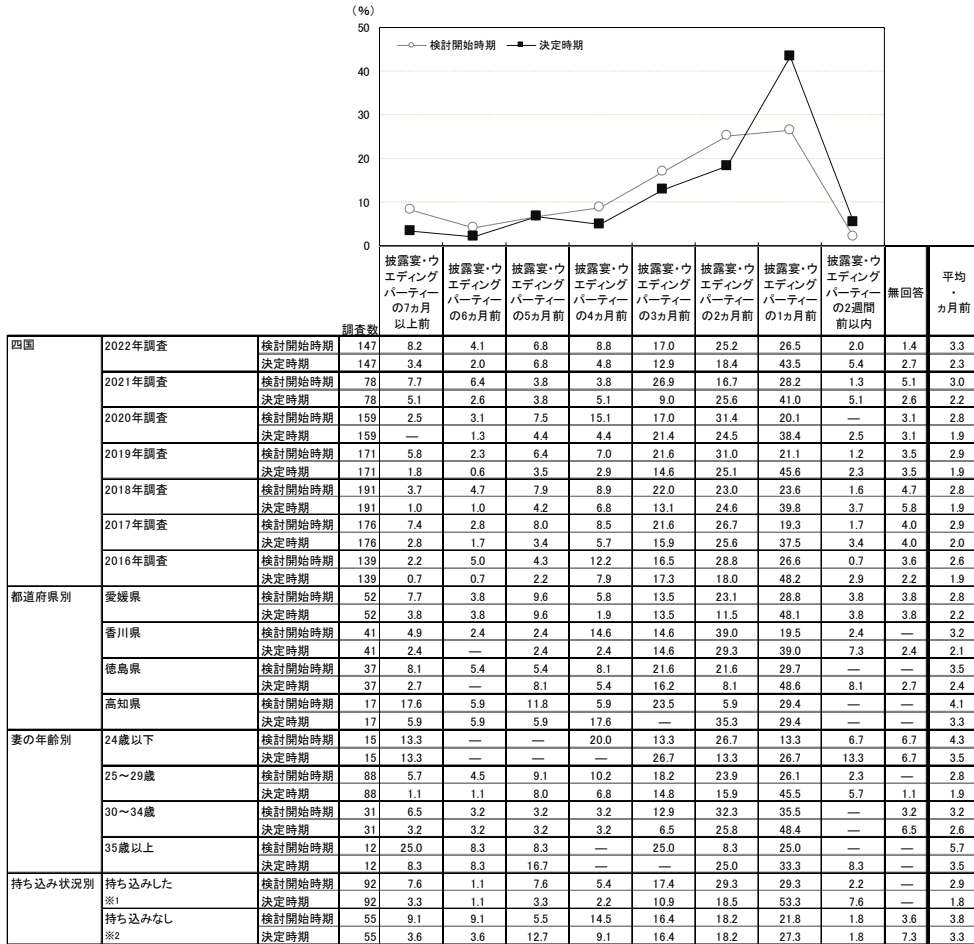 (%)
50
40
30
20
10
0
検討開始時期 決定時期
調査数 披露宴・ウエディングパーティーの7ヵ月以上前 披露宴・ウエディングパーティーの6ヵ月前 披露宴・ウエディングパーティーの5ヵ月前 披露宴・ウエディングパーティーの4ヵ月前 披露宴・ウエディングパーティーの3ヵ月前 披露宴・ウエディングパーティーの2ヵ月前 披露宴・ウエディングパーティーの1ヵ月前 披露宴・ウエディングパーティーの2週間前以内 無回答 平均・ヵ月前
四国 2022年調査 検討開始時期 147 8.2 4.1 6.8 8.8 17.0 25.2 26.5 2.0 1.4 3.3
決定時期 147 3.4 2.0 6.8 4.8 12.9 18.4 43.5 5.4 2.7 2.3
2021年調査 検討開始時期 78 7.7 6.4 3.8 3.8 26.9 16.7 28.2 1.3 5.1 3.0
決定時期 78 5.1 2.6 3.8 5.1 9.0 25.6 41.0 5.1 2.6 2.2
2020年調査 検討開始時期 159 2.5 3.1 7.5 15.1 17.0 31.4 20.1 — 3.1 2.8
決定時期 159 — 1.3 4.4 4.4 21.4 24.5 38.4 2.5 3.1 1.9
2019年調査 検討開始時期 171 5.8 2.3 6.4 7.0 21.6 31.0 21.1 1.2 3.5 2.9
決定時期 171 1.8 0.6 3.5 2.9 14.6 25.1 45.6 2.3 3.5 1.9
2018年調査 検討開始時期 191 3.7 4.7 7.9 8.9 22.0 23.0 23.6 1.6 4.7 2.8
決定時期 191 1.0 1.0 4.2 6.8 13.1 24.6 39.8 3.7 5.8 1.9
2017年調査 検討開始時期 176 7.4 2.8 8.0 8.5 21.6 26.7 19.3 1.7 4.0 2.9
決定時期 176 2.8 1.7 3.4 5.7 15.9 25.6 37.5 3.4 4.0 2.0
2016年調査 検討開始時期 139 2.2 5.0 4.3 12.2 16.5 28.8 26.6 0.7 3.6 2.6
決定時期 139 0.7 0.7 2.2 7.9 17.3 18.0 48.2 2.9 2.2 1.9
都道府県別 愛媛県 検討開始時期 52 7.7 3.8 9.6 5.8 13.5 23.1 28.8 3.8 3.8 2.8
決定時期 52 3.8 3.8 9.6 1.9 13.5 11.5 48.1 3.8 3.8 2.2
香川県 検討開始時期 41 4.9 2.4 2.4 14.6 14.6 39.0 19.5 2.4 — 3.2
決定時期 41 2.4 — 2.4 2.4 14.6 29.3 39.0 7.3 2.4 2.1
徳島県 検討開始時期 37 8.1 5.4 5.4 8.1 21.6 21.6 29.7 — — 3.5
決定時期 37 2.7 — 8.1 5.4 16.2 8.1 48.6 8.1 2.7 2.4
高知県 検討開始時期 17 17.6 5.9 11.8 5.9 23.5 5.9 29.4 — — 4.1
決定時期 17 5.9 5.9 5.9 17.6 — 35.3 29.4 — — 3.3
妻の年齢別 24歳以下 検討開始時期 15 13.3 — — 20.0 13.3 26.7 13.3 6.7 6.7 4.3
決定時期 15 13.3 — — — 26.7 13.3 26.7 13.3 6.7 3.5
25～29歳 検討開始時期 88 5.7 4.5 9.1 10.2 18.2 23.9 26.1 2.3 — 2.8
決定時期 88 1.1 1.1 8.0 6.8 14.8 15.9 45.5 5.7 1.1 1.9
30～34歳 検討開始時期 31 6.5 3.2 3.2 3.2 12.9 32.3 35.5 — 3.2 3.2
決定時期 31 3.2 3.2 3.2 3.2 6.5 25.8 48.4 — 6.5 2.6
35歳以上 検討開始時期 12 25.0 8.3 8.3 — 25.0 8.3 25.0 — — 5.7
決定時期 12 8.3 8.3 16.7 — — 25.0 33.3 8.3 — 3.5
持ち込み状況別 持ち込みした 検討開始時期 92 7.6 1.1 7.6 5.4 17.4 29.3 29.3 2.2 — 2.9
※1 決定時期 92 3.3 1.1 3.3 2.2 10.9 18.5 53.3 7.6 — 1.8
持ち込みなし 検討開始時期 55 9.1 9.1 5.5 14.5 16.4 18.2 21.8 1.8 3.6 3.8
※2 決定時期 55 3.6 3.6 12.7 9.1 16.4 18.2 27.3 1.8 7.3 3.3